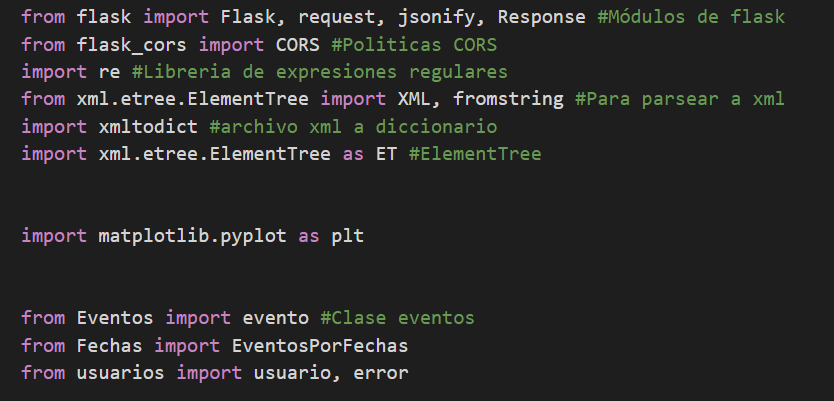 from flask import Flask, request, jsonify, Response #Módulos de flask
from flask_cors import CORS #Politicas CORS
import re #Libreria de expresiones regulares
from xml.etree.ElementTree import XML, fromstring #Para parsear a xml
import xmltodict #archivo xml a diccionario
import xml.etree.ElementTree as ET #ElementTree
import matplotlib.pyplot as plt
from Eventos import evento #Clase eventos
from Fechas import EventosPorFechas
from usuarios import usuario, error